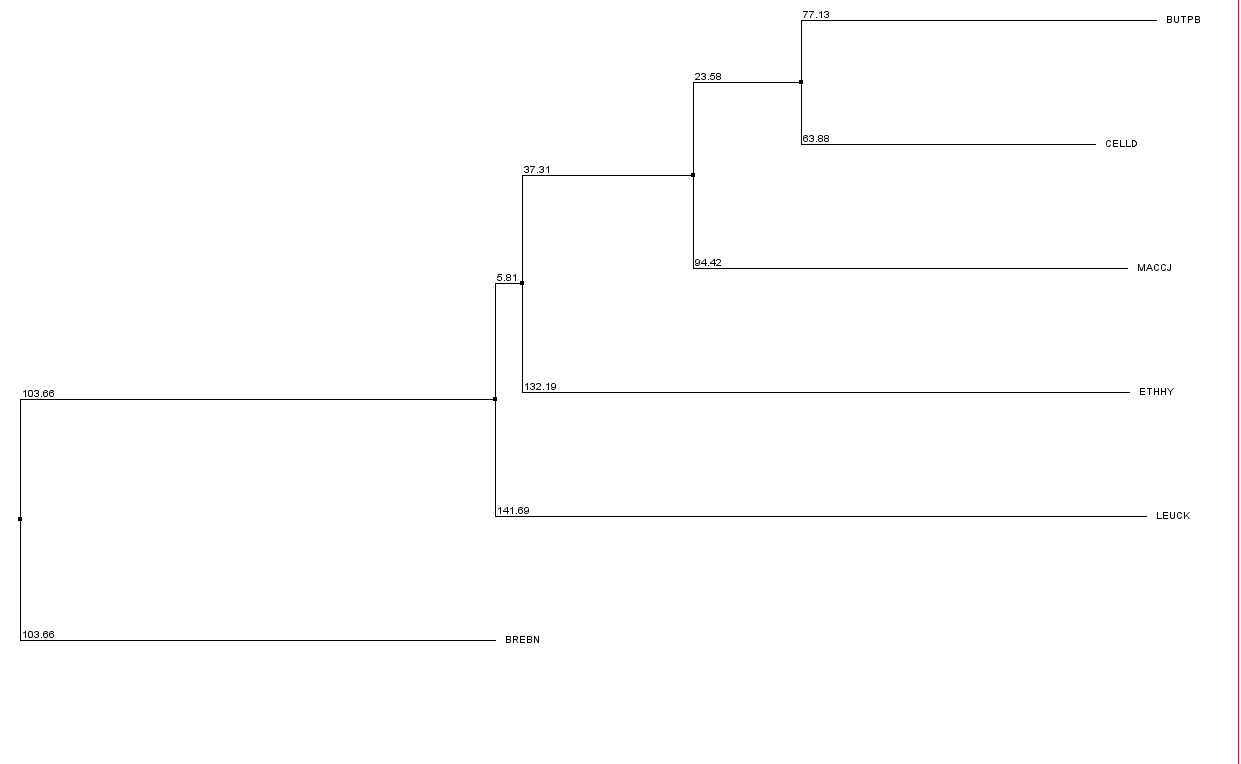 77.13
BUTPB
23.58
63.88
CELLD
37.31
94.42
MACCJ
5.81
132.19
ETHHY
103.66
141.69
LEUCK
103.66
BREBN